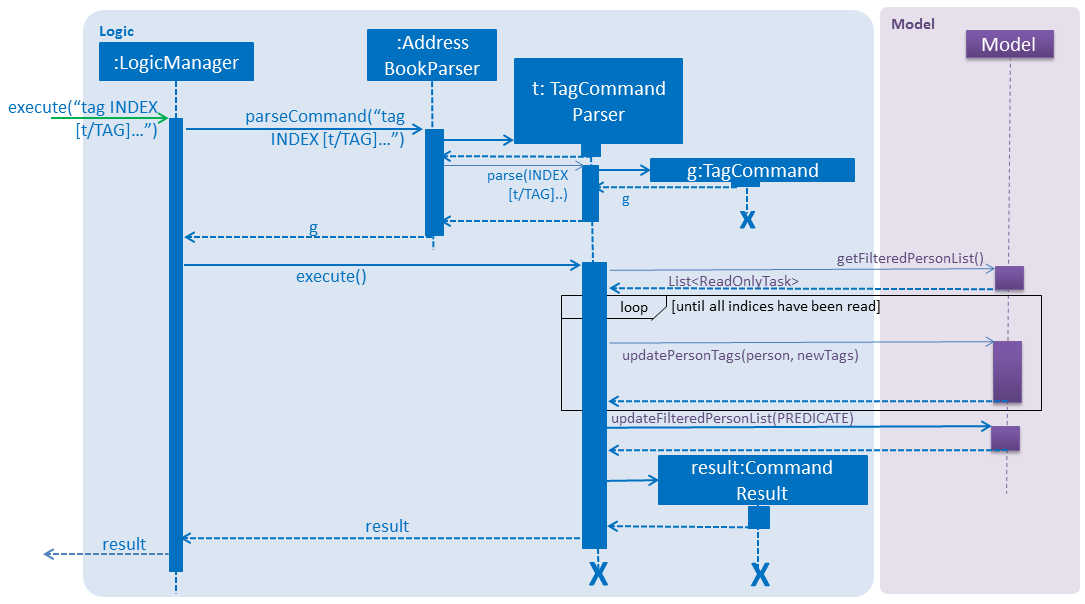 Logic
Model
:LogicManager
:Address
BookParser
Model
t: TagCommand
Parser
execute(“tag INDEX
[t/TAG]…”)
parseCommand(“tag
INDEX [t/TAG]…”)
g:TagCommand
parse(INDEX
[t/TAG]..)
g
X
g
execute()
getFilteredPersonList()
List<ReadOnlyTask>
loop
[until all indices have been read]
updatePersonTags(person, newTags)
updateFilteredPersonList(PREDICATE)
result:Command
Result
result
result
X
X